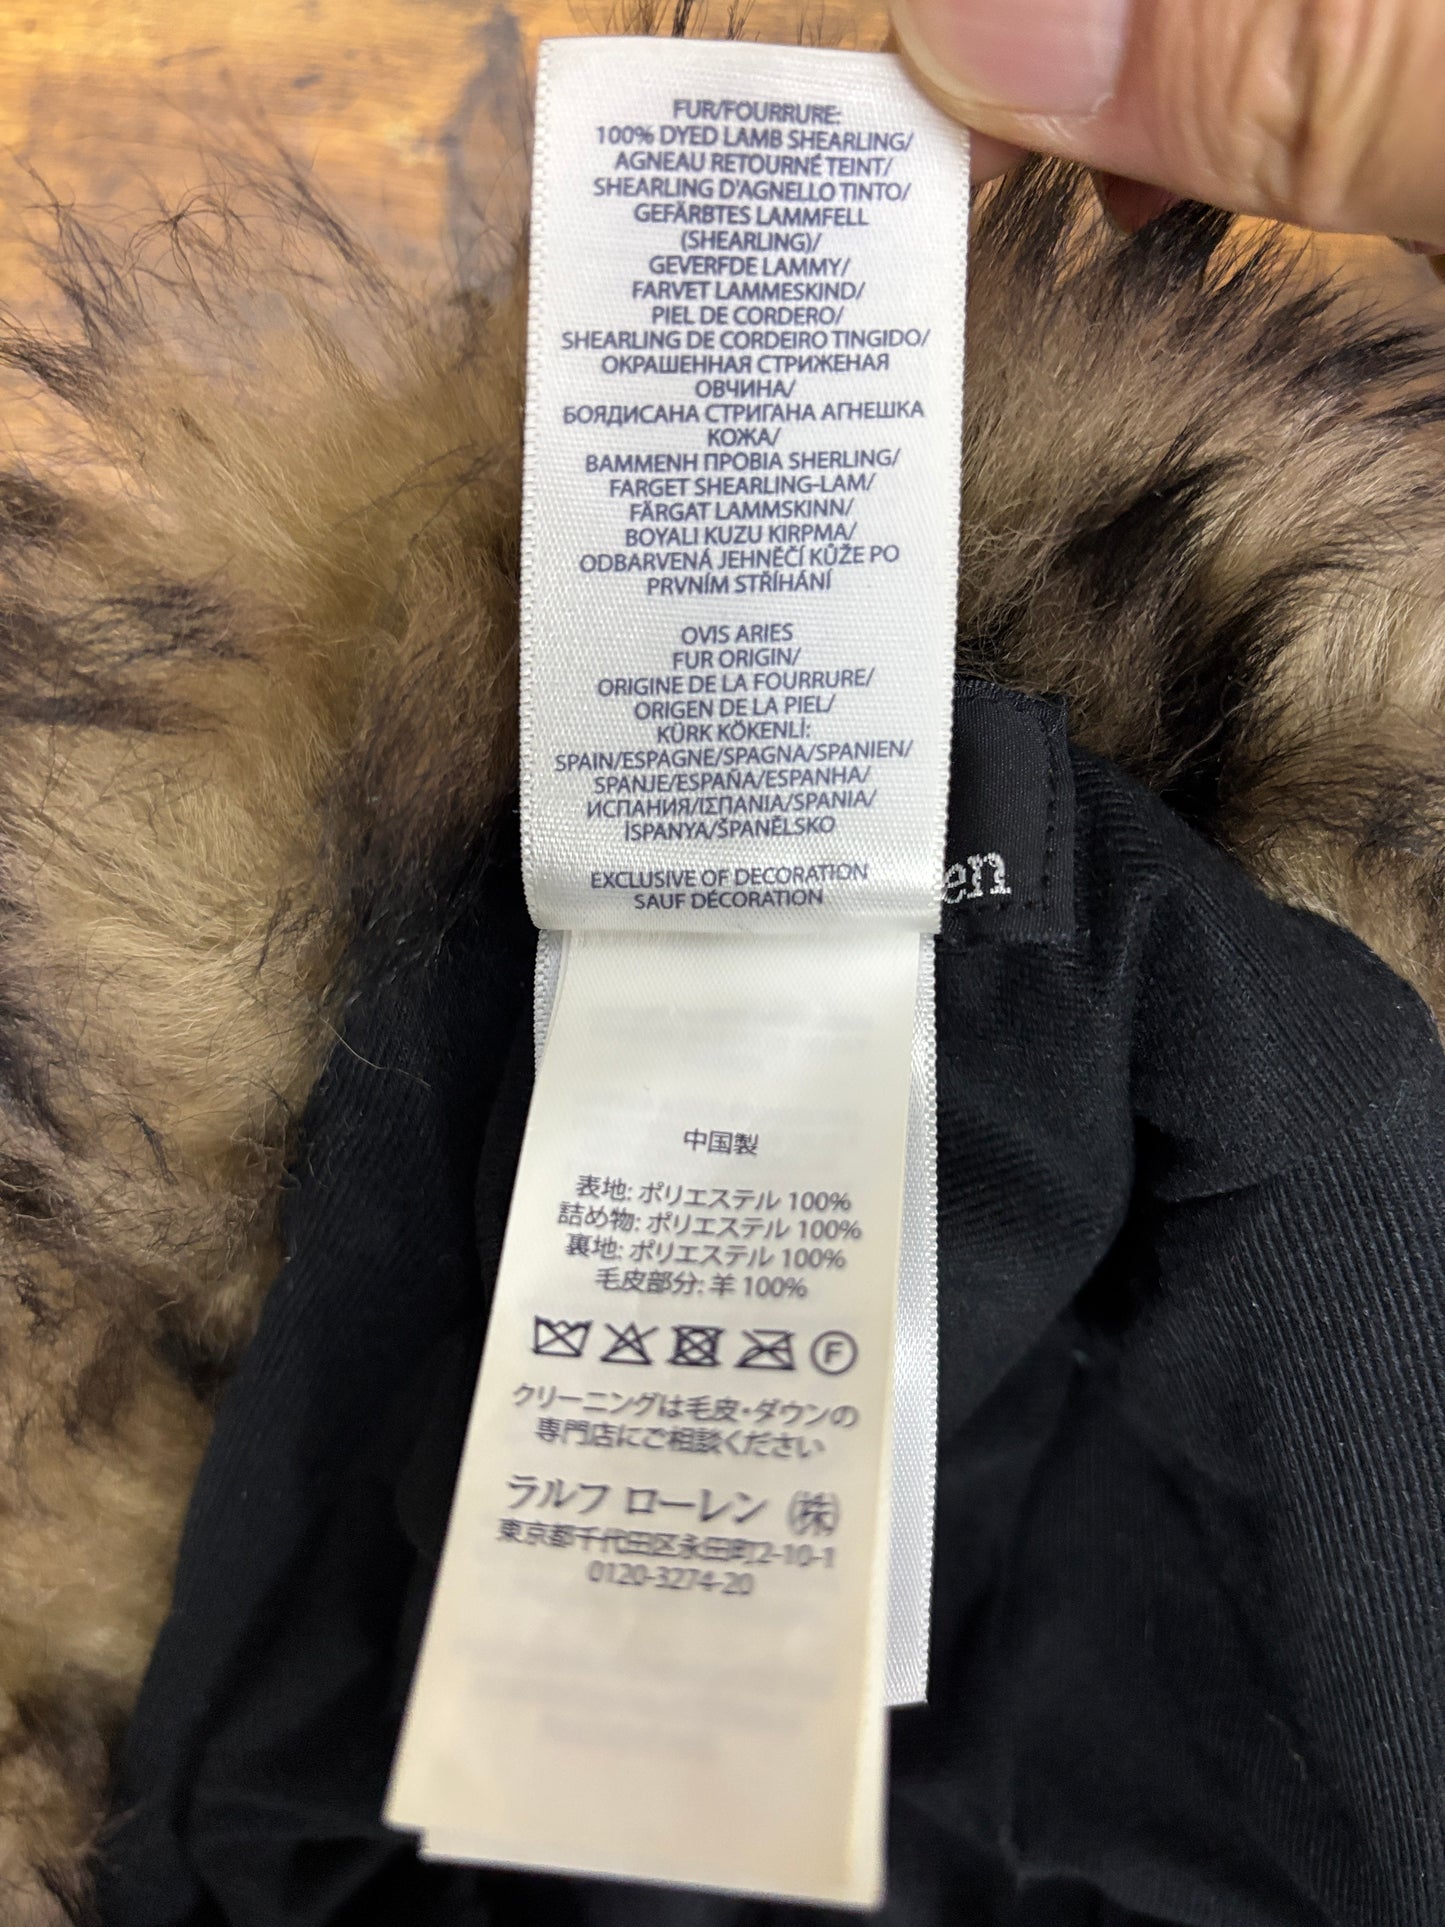 FUR/FOURRURE:
100% DYED LAMB SHEARLING/
AGNEAU RETOURNÉ TEINT/
SHEARLING D'AGNELLO TINTO/
GEFÄRBTES LAMMFELL
(SHEARLING)/
GEVERFDE LAMMY/
FARVET LAMMESKIND/
PIEL DE CORDERO/
SHEARLING DE CORDEIRO TINGIDO/
ОКРАШЕННАЯ СТРИЖЕНАЯ
ОВЧИНА/
БОЯДИСАНА СТРИГАНА АГНЕШКА
КОЖА/
ΒΑΜΜΕΝΗ ΠΡΟΒΙΑ SHERLING/
FARGET SHEARLING-LAM/
FÄRGAT LAMMSKINN/
BOYALI KUZU KIRPMA/
ODBARVENÁ JEHNĚČÍ KŮŽE PO
PRVNÍM STŘÍHÁNÍ
OVIS ARIES
FUR ORIGIN/
ORIGINE DE LA FOURRURE/
ORIGEN DE LA PIEL/
KÜRK KÖKENLİ:
SPAIN/ESPAGNE/SPAGNA/SPANIEN/
SPANJE/ESPAÑA/ESPANHA/
ИСПАНИЯ/ΙΣΠΑΝΙΑ/SPANIA/
İSPANYA/ŠPANĚLSKO
EXCLUSIVE OF DECORATION
SAUF DÉCORATION
en
中国製
表地: ポリエステル 100%
詰め物: ポリエステル 100%
裏地: ポリエステル 100%
毛皮部分: 羊 100%
F
クリーニングは毛皮・ダウンの
専門店にご相談ください
ラルフ ローレン ㈱
東京都千代田区永田町2-10-1
0120-3274-20